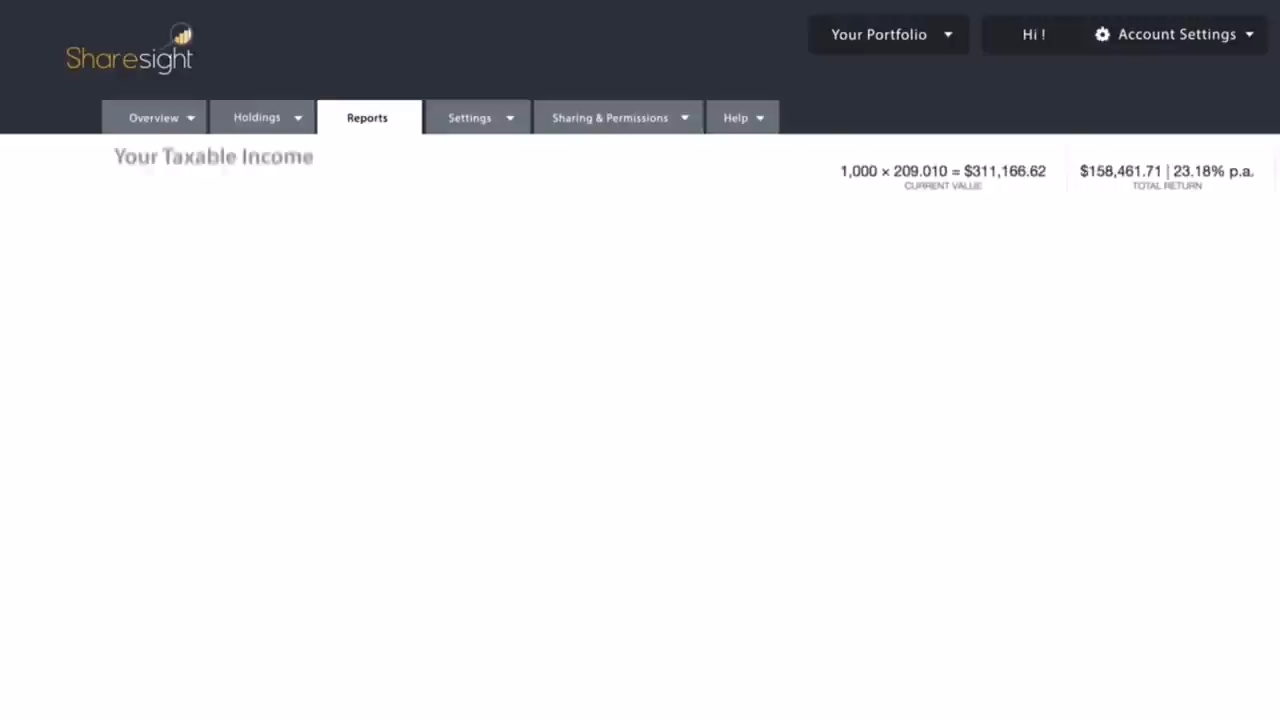 Sharesight
Your Portfolio
Hi !
Account Settings
Overview
Holdings
Reports
Settings
Sharing & Permissions
Help
Your Taxable Income
1,000 × 209.010 = $311,166.62
CURRENT VALUE
$158,461.71 | 23.18% p.a.
TOTAL RETURN